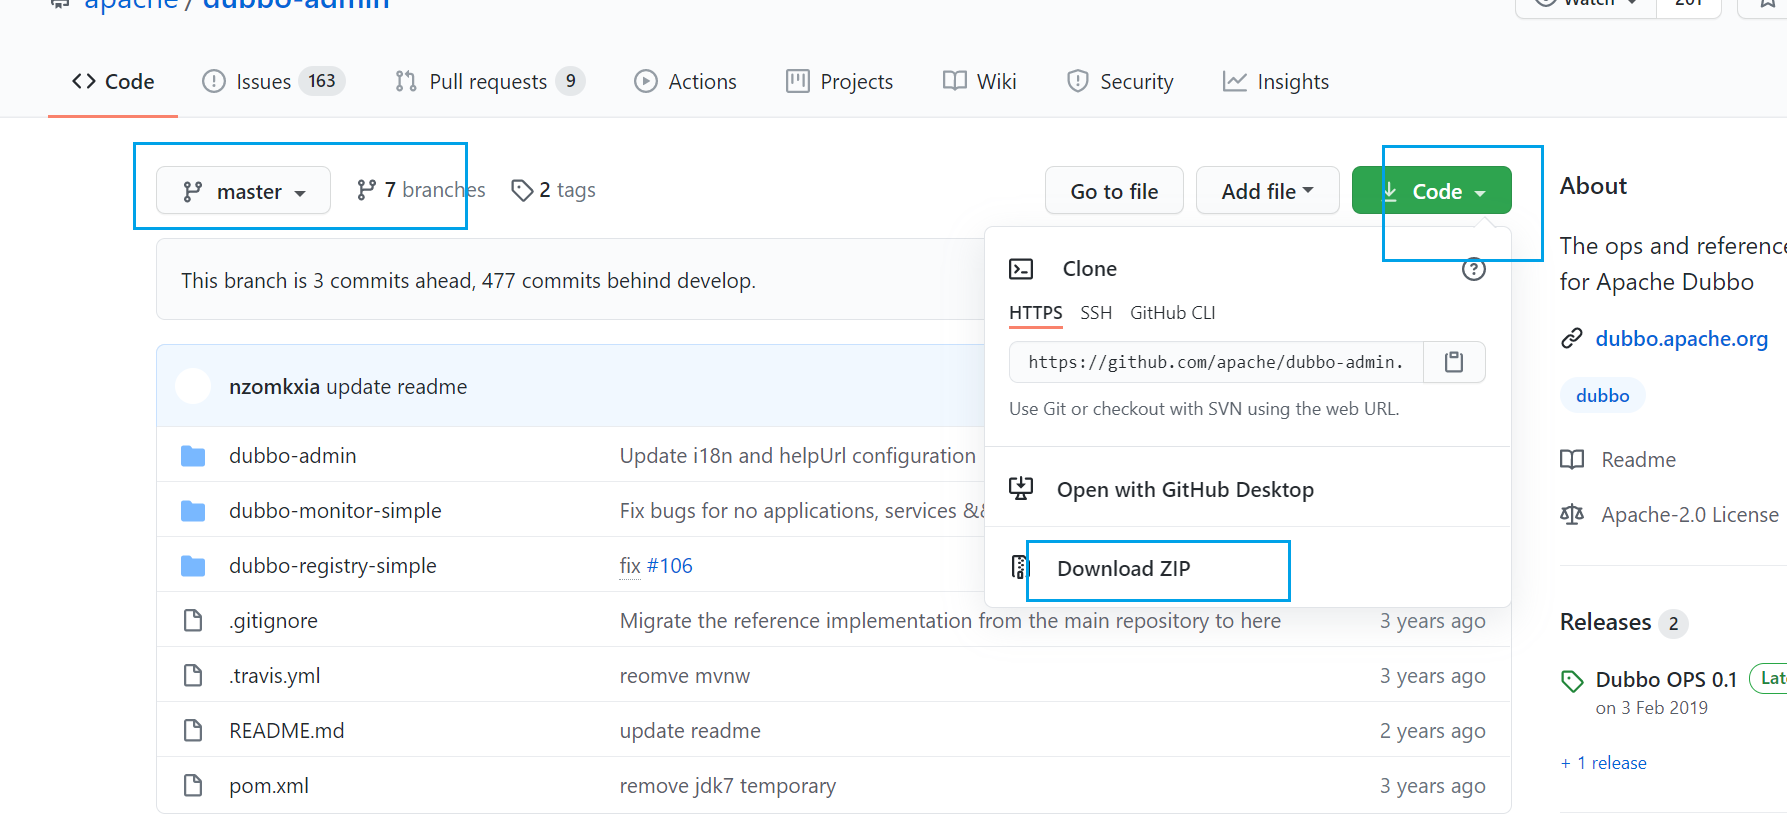 apache / dubbo-admin
Watch 201
Code Issues 163 Pull requests 9 Actions Projects Wiki Security Insights
master 7 branches 2 tags Go to file Add file Code
This branch is 3 commits ahead, 477 commits behind develop.
nzomkxia update readme
dubbo-admin Update i18n and helpUrl configuration
dubbo-monitor-simple Fix bugs for no applications, services &&
dubbo-registry-simple fix #106
.gitignore Migrate the reference implementation from the main repository to here 3 years ago
.travis.yml reomve mvnw 3 years ago
README.md update readme 2 years ago
pom.xml remove jdk7 temporary 3 years ago
Clone
HTTPS SSH GitHub CLI
https://github.com/apache/dubbo-admin.
Use Git or checkout with SVN using the web URL.
Open with GitHub Desktop
Download ZIP
About
The ops and reference
for Apache Dubbo
dubbo.apache.org
dubbo
Readme
Apache-2.0 License
Releases 2
Dubbo OPS 0.1 Late
on 3 Feb 2019
+ 1 release